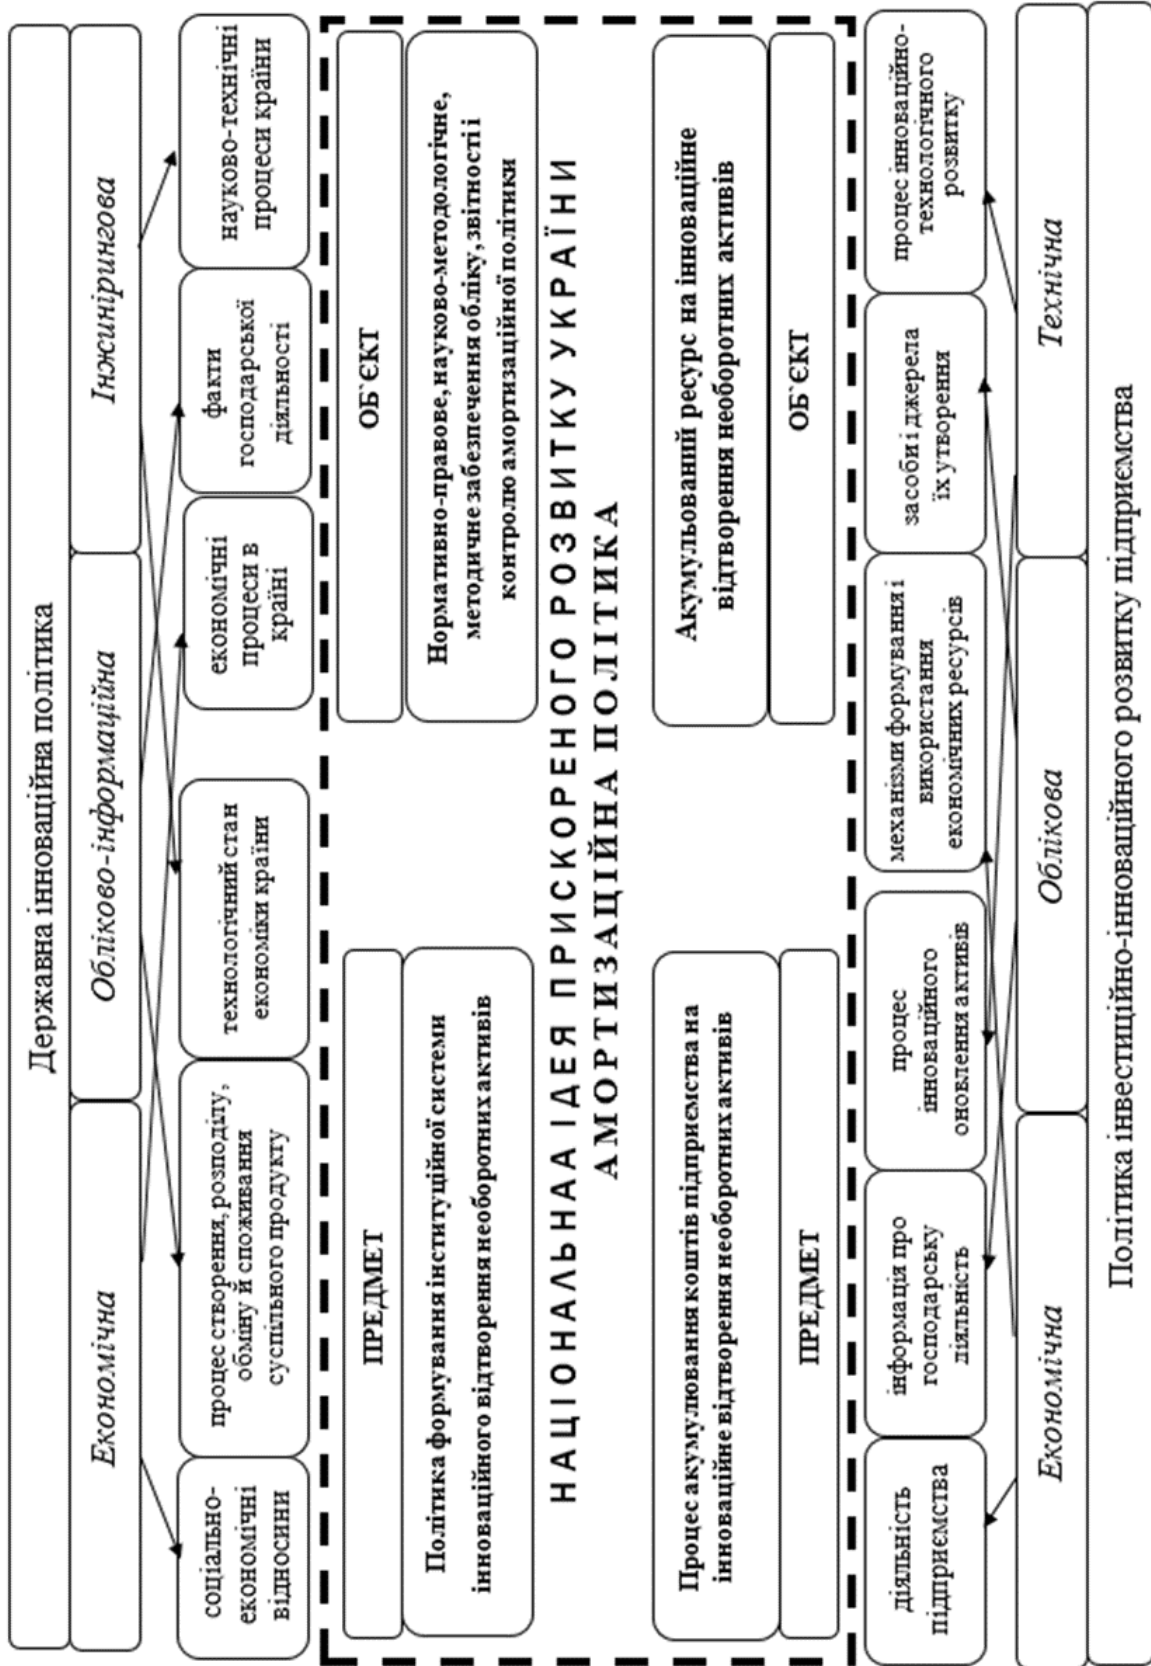 Державна інноваційна політика
Економічна
Обліково-інформаційна
Інжинірингова
соціально-
економічні
відносини
процес створення, розподілу,
обміну й споживання
суспільного продукту
технологічний стан
економіки країни
економічні
процеси в
країні
факти
господарської
діяльності
науково-технічні
процеси країни
ПРЕДМЕТ
Політика формування інституційної системи
інноваційного відтворення необоротних активів
ОБ`ЄКТ
Нормативно-правове, науково-методологічне,
методичне забезпечення обліку, звітності і
контролю амортизаційної політики
НАЦІОНАЛЬНАА ІДЕЯ ПРИСКОРЕНОГО РОЗВИТКУ УКРАЇНИ
АМОРТИЗАЦІЙНА ПОЛІТИКА
Процес акумулювання коштів підприємства на
інноваційне відтворення необоротних активів
ПРЕДМЕТ
Акумульований ресурс на інноваційне
відтворення необоротних активів
ОБ`ЄКТ
діяльність
підприємства
інформація про
господарську
діяльність
процес
інноваційного
оновлення активів
механізми формування і
використання
економічних ресурсів
засоби і джерела
їх утворення
процес інноваційно-
технологічного
розвитку
Економічна
Облікова
Технічна
Політика інвестиційно-інноваційного розвитку підприємства